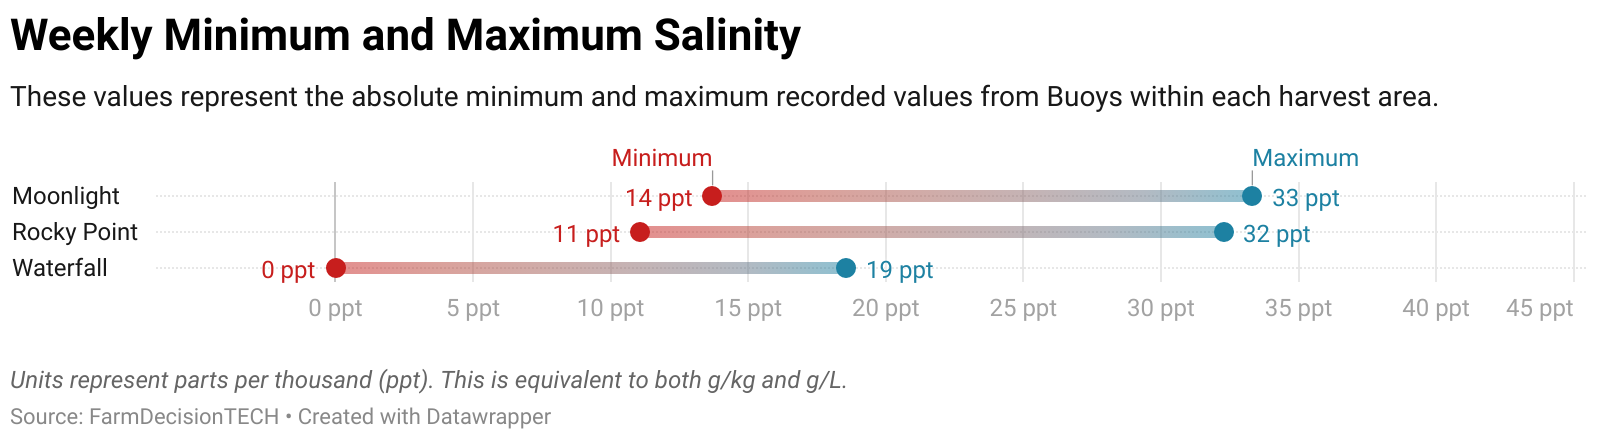 Weekly Minimum and Maximum Salinity
These values represent the absolute minimum and maximum recorded values from Buoys within each harvest area.
Minimum Maximum
Moonlight 14 ppt 33 ppt
Rocky Point 11 ppt 32 ppt
Waterfall 0 ppt 19 ppt
0 ppt 5 ppt 10 ppt 15 ppt 20 ppt 25 ppt 30 ppt 35 ppt 40 ppt 45 ppt
Units represent parts per thousand (ppt). This is equivalent to both g/kg and g/L.
Source: FarmDecisionTECH • Created with Datawrapper